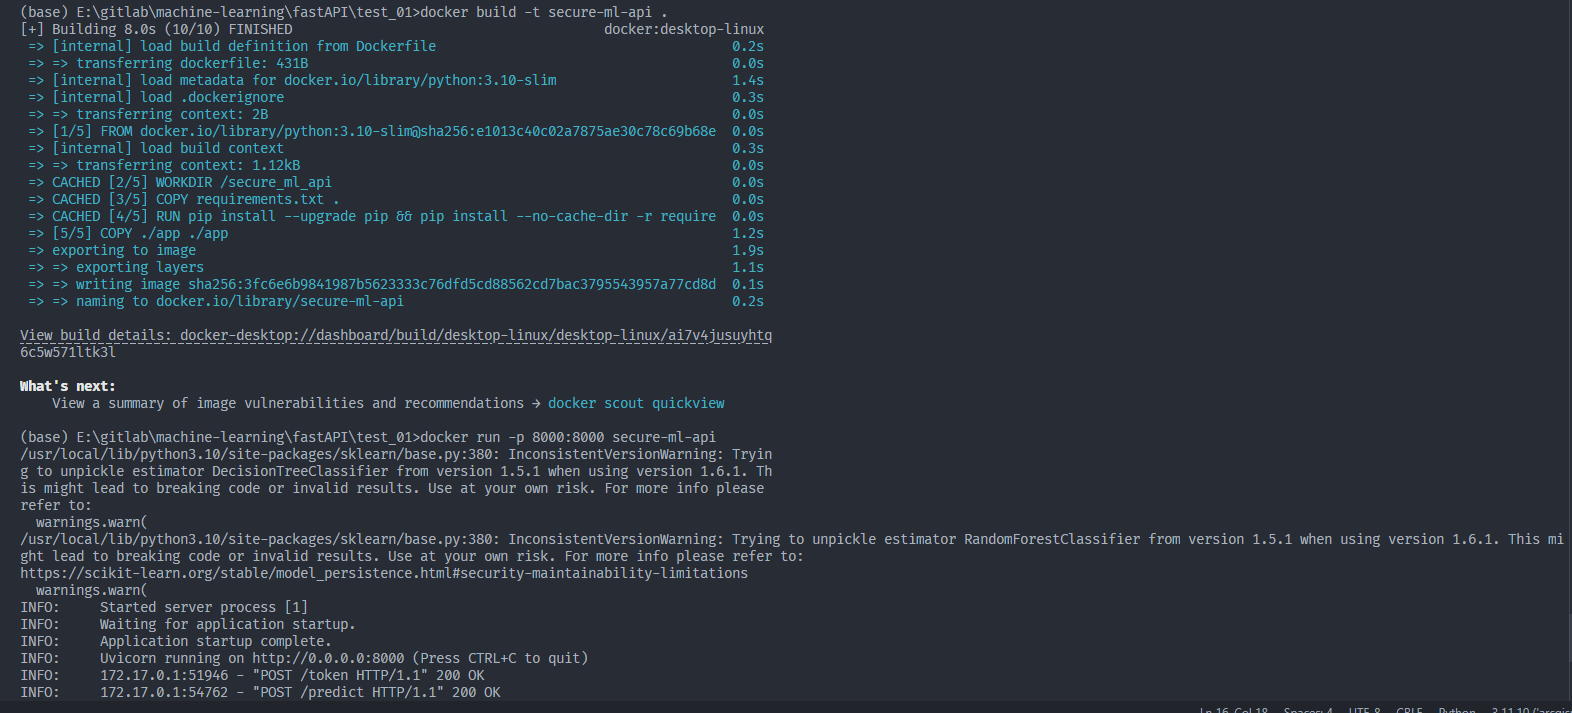 (base) E:\gitlab\machine-learning\fastAPI\test_01>docker build -t secure-ml-api .
[+] Building 8.0s (10/10) FINISHED docker:desktop-linux
=> [internal] load build definition from Dockerfile 0.2s
=> => transferring dockerfile: 431B 0.0s
=> [internal] load metadata for docker.io/library/python:3.10-slim 1.4s
=> [internal] load .dockerignore 0.3s
=> => transferring context: 2B 0.0s
=> [1/5] FROM docker.io/library/python:3.10-slim@sha256:e1013c40c02a7875ae30c78c69b68e 0.0s
=> [internal] load build context 0.3s
=> => transferring context: 1.12kB 0.0s
=> CACHED [2/5] WORKDIR /secure_ml_api 0.0s
=> CACHED [3/5] COPY requirements.txt . 0.0s
=> CACHED [4/5] RUN pip install --upgrade pip && pip install --no-cache-dir -r require 0.0s
=> [5/5] COPY ./app ./app 1.2s
=> exporting to image 1.9s
=> => exporting layers 1.1s
=> => writing image sha256:3fc6e6b9841987b5623333c76dfd5cd88562cd7bac3795543957a77cd8d 0.1s
=> => naming to docker.io/library/secure-ml-api 0.2s
View build details: docker-desktop://dashboard/build/desktop-linux/desktop-linux/ai7v4jusuyhtq
6c5w571ltk3l
What's next:
View a summary of image vulnerabilities and recommendations → docker scout quickview
(base) E:\gitlab\machine-learning\fastAPI\test_01>docker run -p 8000:8000 secure-ml-api
/usr/local/lib/python3.10/site-packages/sklearn/base.py:380: InconsistentVersionWarning: Tryin
g to unpickle estimator DecisionTreeClassifier from version 1.5.1 when using version 1.6.1. Th
is might lead to breaking code or invalid results. Use at your own risk. For more info please
refer to:
warnings.warn(
/usr/local/lib/python3.10/site-packages/sklearn/base.py:380: InconsistentVersionWarning: Trying to unpickle estimator RandomForestClassifier from version 1.5.1 when using version 1.6.1. This mi
ght lead to breaking code or invalid results. Use at your own risk. For more info please refer to:
https://scikit-learn.org/stable/model_persistence.html#security-maintainability-limitations
warnings.warn(
INFO: Started server process [1]
INFO: Waiting for application startup.
INFO: Application startup complete.
INFO: Uvicorn running on http://0.0.0.0:8000 (Press CTRL+C to quit)
INFO: 172.17.0.1:51946 - "POST /token HTTP/1.1" 200 OK
INFO: 172.17.0.1:54762 - "POST /predict HTTP/1.1" 200 OK
Ln 16, Col 18 Spaces: 4 UTF-8 CRLF Python